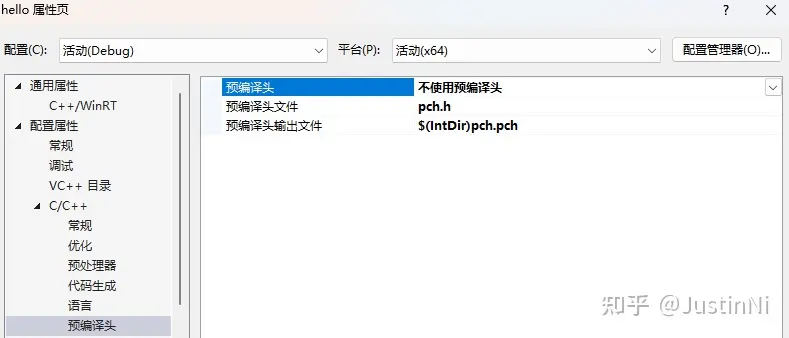 hello 属性页
配置(C): 活动(Debug) 平台(P): 活动(x64) 配置管理器(O)...
通用属性
C++/WinRT
配置属性
常规
调试
VC++ 目录
C/C++
常规
优化
预处理器
代码生成
语言
预编译头
预编译头 不使用预编译头
预编译头文件 pch.h
预编译头输出文件 $(IntDir)pch.pch
知乎 @JustinNi